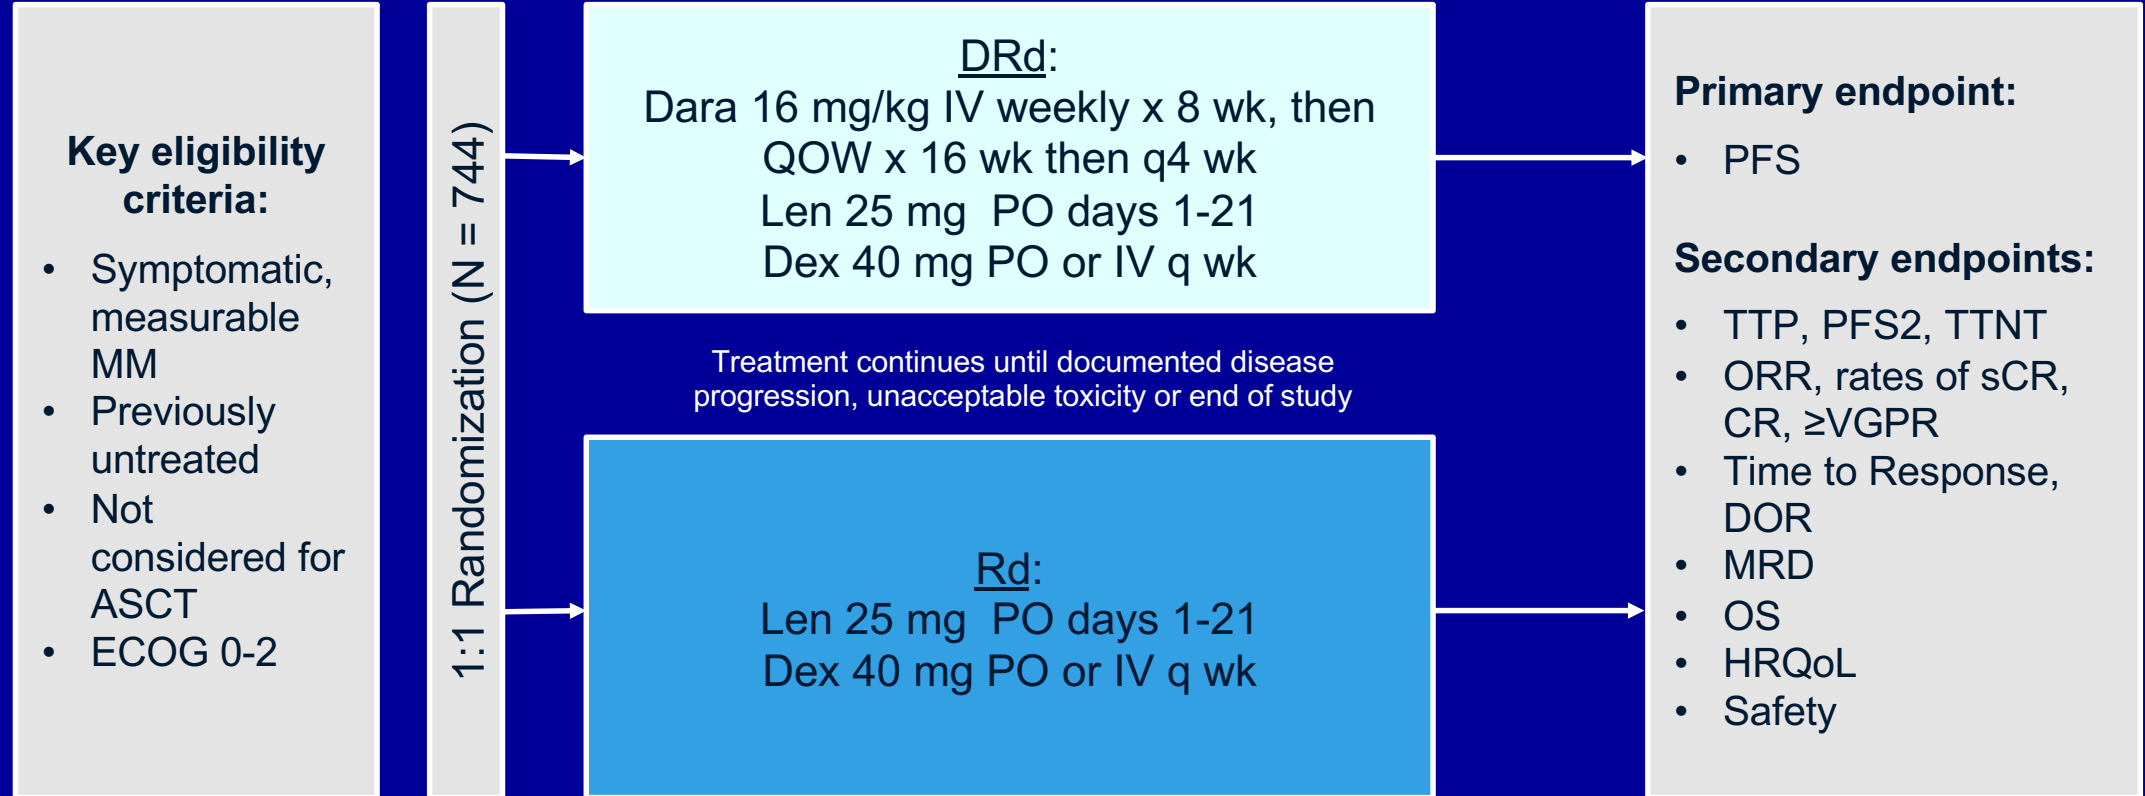 Key eligibility
criteria:
• Symptomatic,
measurable
MM
• Previously
untreated
• Not
considered for
ASCT
• ECOG 0-2
1:1 Randomization (N = 744)
DRd:
Dara 16 mg/kg IV weekly x 8 wk, then
QOW x 16 wk then q4 wk
Len 25 mg  PO days 1-21
Dex 40 mg PO or IV q wk
Treatment continues until documented disease
progression, unacceptable toxicity or end of study
Rd:
Len 25 mg  PO days 1-21
Dex 40 mg PO or IV q wk
Primary endpoint:
• PFS
Secondary endpoints:
• TTP, PFS2, TTNT
• ORR, rates of sCR,
CR, ≥VGPR
• Time to Response,
DOR
• MRD
• OS
• HRQoL
• Safety